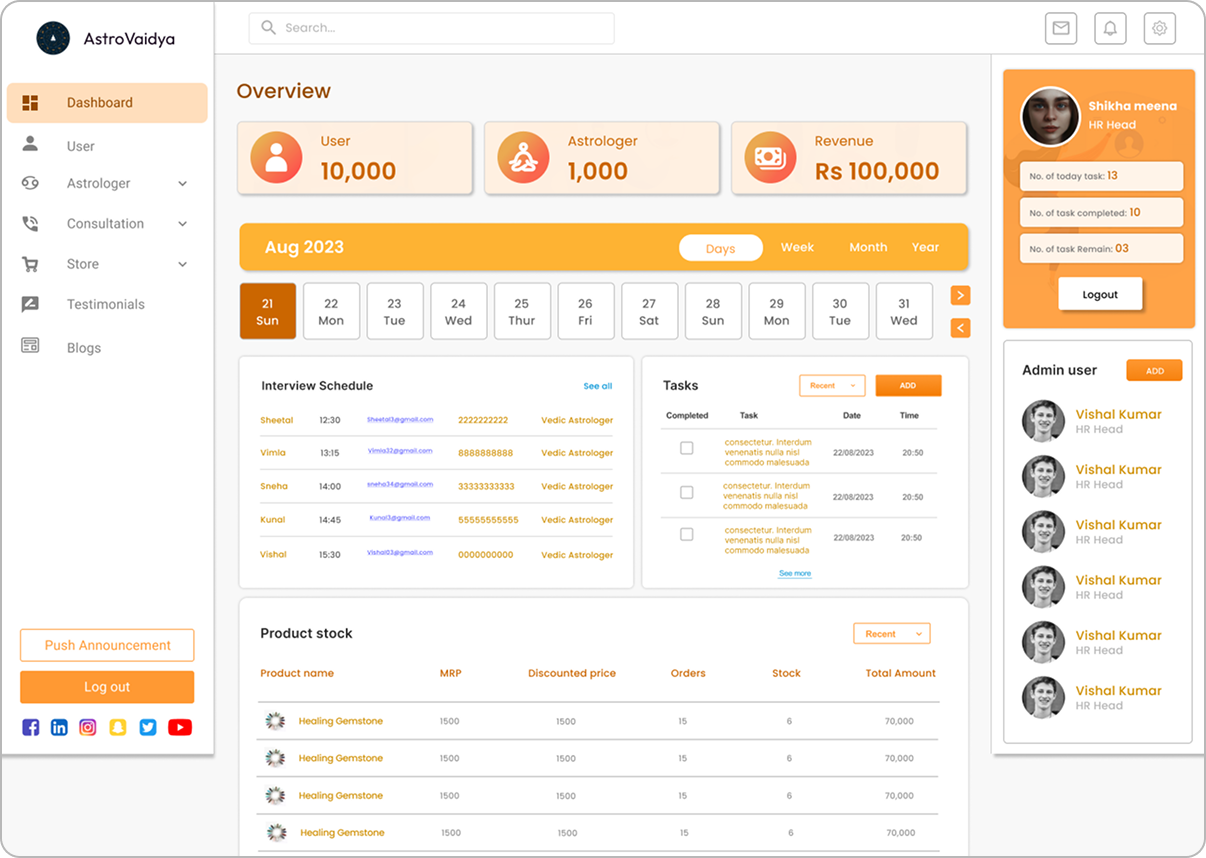 AstroVaidya
Search...
Dashboard
User
Astrologer
Consultation
Store
Testimonials
Blogs
Push Announcement
Log out
Overview
User
10,000
Astrologer
1,000
Revenue
Rs 100,000
Aug 2023
Days Week Month Year
21 22 23 24 25 26 27 28 29 30 31
Sun Mon Tue Wed Thur Fri Sat Sun Mon Tue Wed
>
<
Interview Schedule See all
Sheetal 12:30 Sheetal3@gmail.com 2222222222 Vedic Astrologer
Vimla 13:15 Vimla32@gmail.com 8888888888 Vedic Astrologer
Sneha 14:00 sneha34@gmail.com 33333333333 Vedic Astrologer
Kunal 14:45 Kunal3@gmail.com 55555555555 Vedic Astrologer
Vishal 15:30 Vishal03@gmail.com 0000000000 Vedic Astrologer
Tasks Recent ADD
Completed Task Date Time
consectetur. Interdum
venenatis nulla nisl 22/08/2023 20:50
commodo malesuada
consectetur. Interdum
venenatis nulla nisl 22/08/2023 20:50
commodo malesuada
consectetur. Interdum
venenatis nulla nisl 22/08/2023 20:50
commodo malesuada
See more
Product stock Recent
Product name MRP Discounted price Orders Stock Total Amount
Healing Gemstone 1500 1500 15 6 70,000
Healing Gemstone 1500 1500 15 6 70,000
Healing Gemstone 1500 1500 15 6 70,000
Healing Gemstone 1500 1500 15 6 70,000
Shikha meena
HR Head
No. of today task: 13
No. of task completed: 10
No. of task Remain: 03
Logout
Admin user ADD
Vishal Kumar
HR Head
Vishal Kumar
HR Head
Vishal Kumar
HR Head
Vishal Kumar
HR Head
Vishal Kumar
HR Head
Vishal Kumar
HR Head